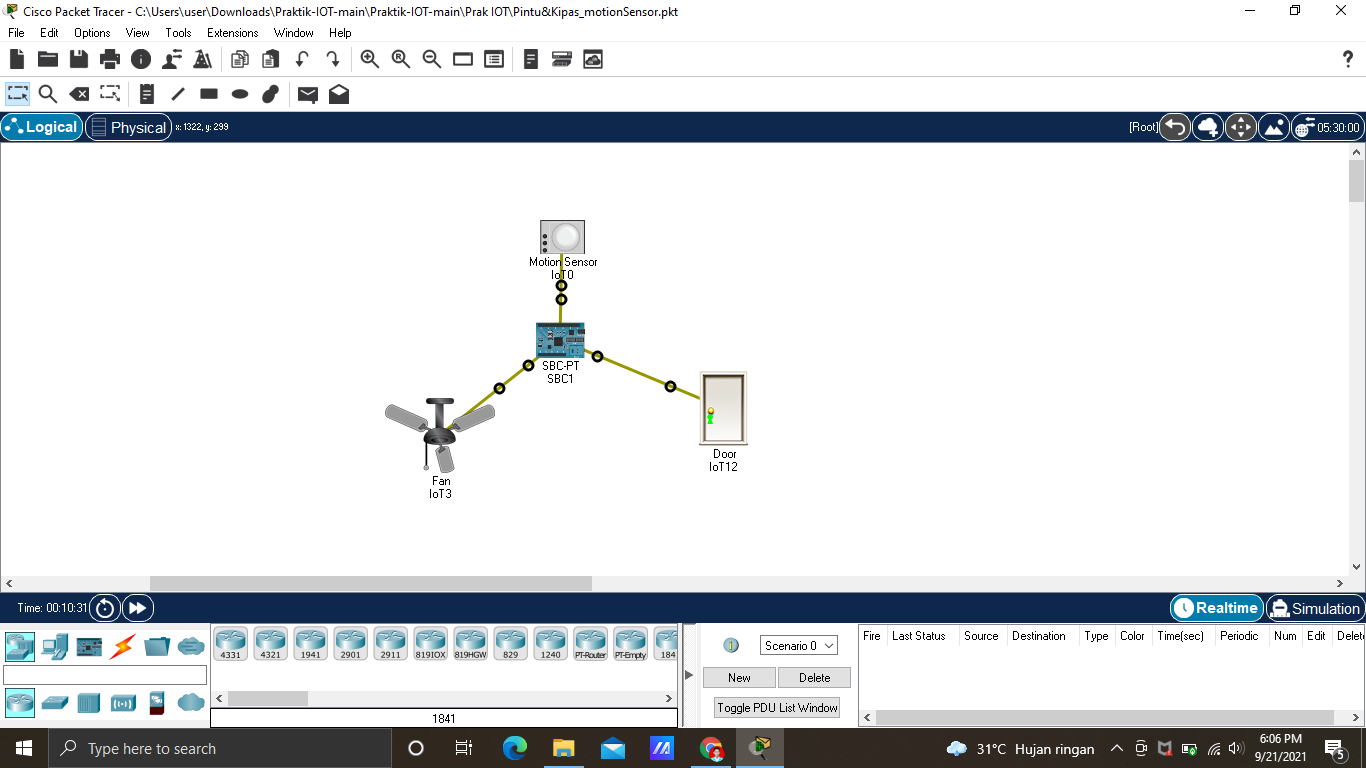 Cisco Packet Tracer - C:\Users\user\Downloads\Praktik-IOT-main\Praktik-IOT-main\Prak IOT\Pintu&Kipas_motionSensor.pkt
File Edit Options View Tools Extensions Window Help
Logical Physical x: 1322, y: 299 [Root] 05:30:00
Motion Sensor
IoT0
SBC-PT
SBC1
Door
IoT12
Fan
IoT3
Time: 00:10:31 Realtime Simulation
Fire Last Status Source Destination Type Color Time(sec) Periodic Num Edit Delet
Scenario 0
4331 4321 1941 2901 2911 819IOX 819HGW 829 1240 PT-Router PT-Empty 184
New Delete
Toggle PDU List Window
1841
Type here to search
31°C Hujan ringan
6:06 PM
9/21/2021
5